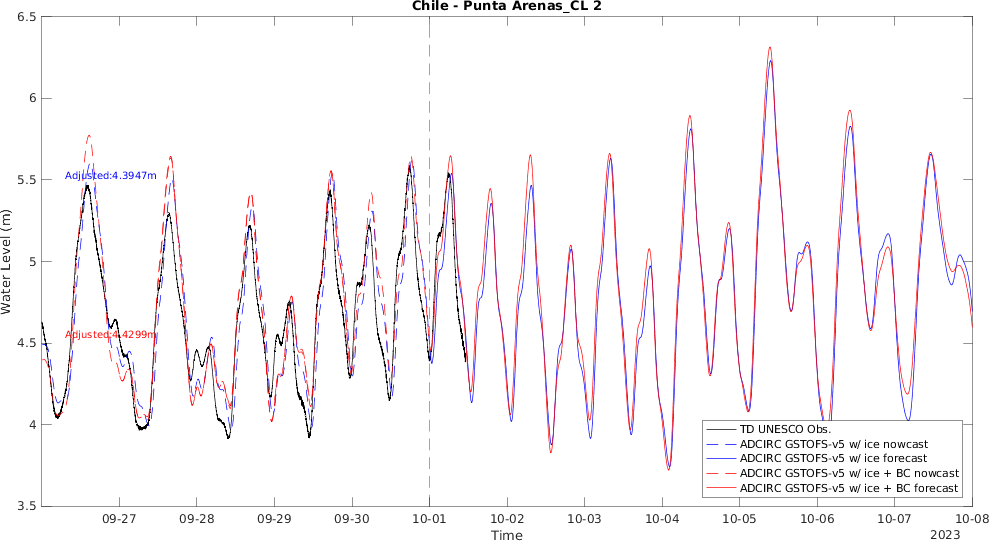 Chile - Punta Arenas_CL 2
6.5
6
5.5
5
4.5
4
3.5
Water Level (m)
Adjusted:4.3947m
Adjusted:4.4299m
TD UNESCO Obs.
ADCIRC GSTOFS-v5 w/ ice nowcast
ADCIRC GSTOFS-v5 w/ ice forecast
ADCIRC GSTOFS-v5 w/ ice + BC nowcast
ADCIRC GSTOFS-v5 w/ ice + BC forecast
09-27 09-28 09-29 09-30 10-01 10-02 10-03 10-04 10-05 10-06 10-07 10-08
Time
2023